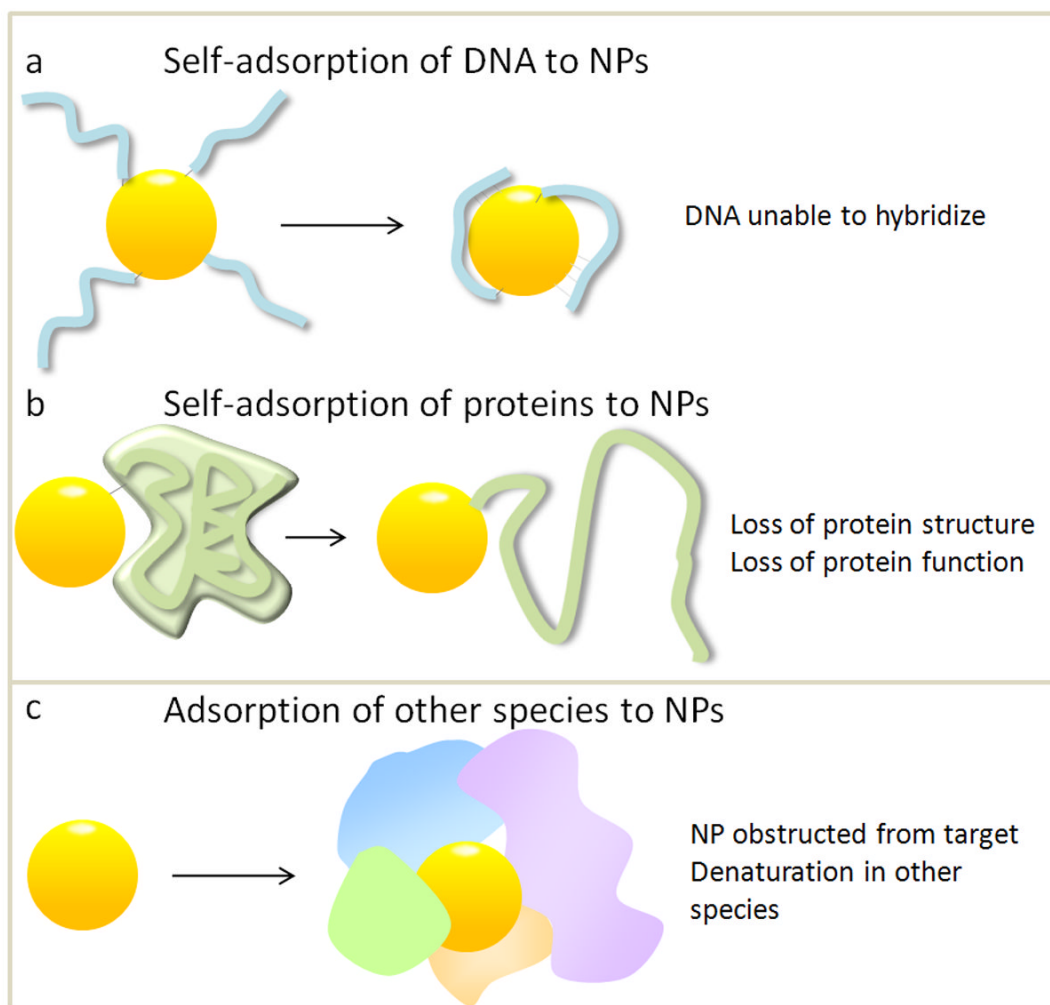 a Self-adsorption of DNA to NPs
DNA unable to hybridize
b Self-adsorption of proteins to NPs
Loss of protein structure
Loss of protein function
c Adsorption of other species to NPs
NP obstructed from target
Denaturation in other
species